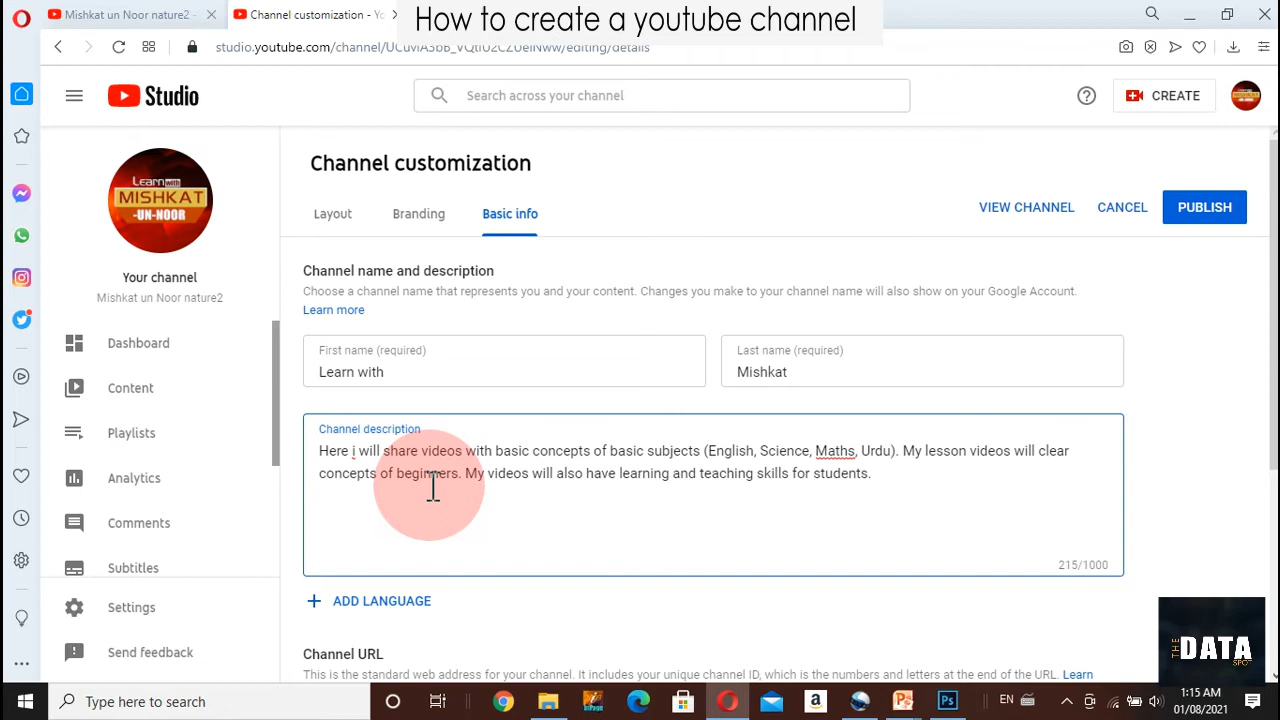 How to create a youtube channel
Mishkat un Noor nature2 -
Channel customization - Yo
studio.youtube.com/channel/UCuviA3BB_VQtIU2CZUeINww/editing/details
Studio
Search across your channel
CREATE
Learn with
MISHKAT
-UN-NOOR
Your channel
Mishkat un Noor nature2
Dashboard
Content
Playlists
Analytics
Comments
Subtitles
Settings
Send feedback
Channel customization
Layout
Branding
Basic info
VIEW CHANNEL
CANCEL
PUBLISH
Channel name and description
Choose a channel name that represents you and your content. Changes you make to your channel name will also show on your Google Account.
Learn more
First name (required)
Learn with
Last name (required)
Mishkat
Channel description
Here i will share videos with basic concepts of basic subjects (English, Science, Maths, Urdu). My lesson videos will clear
concepts of beginners. My videos will also have learning and teaching skills for students.
215/1000
ADD LANGUAGE
Channel URL
This is the standard web address for your channel. It includes your unique channel ID, which is the numbers and letters at the end of the URL. Learn
THE DATA
SPOT
Type here to search
EN
1:15 AM
01/08/2021